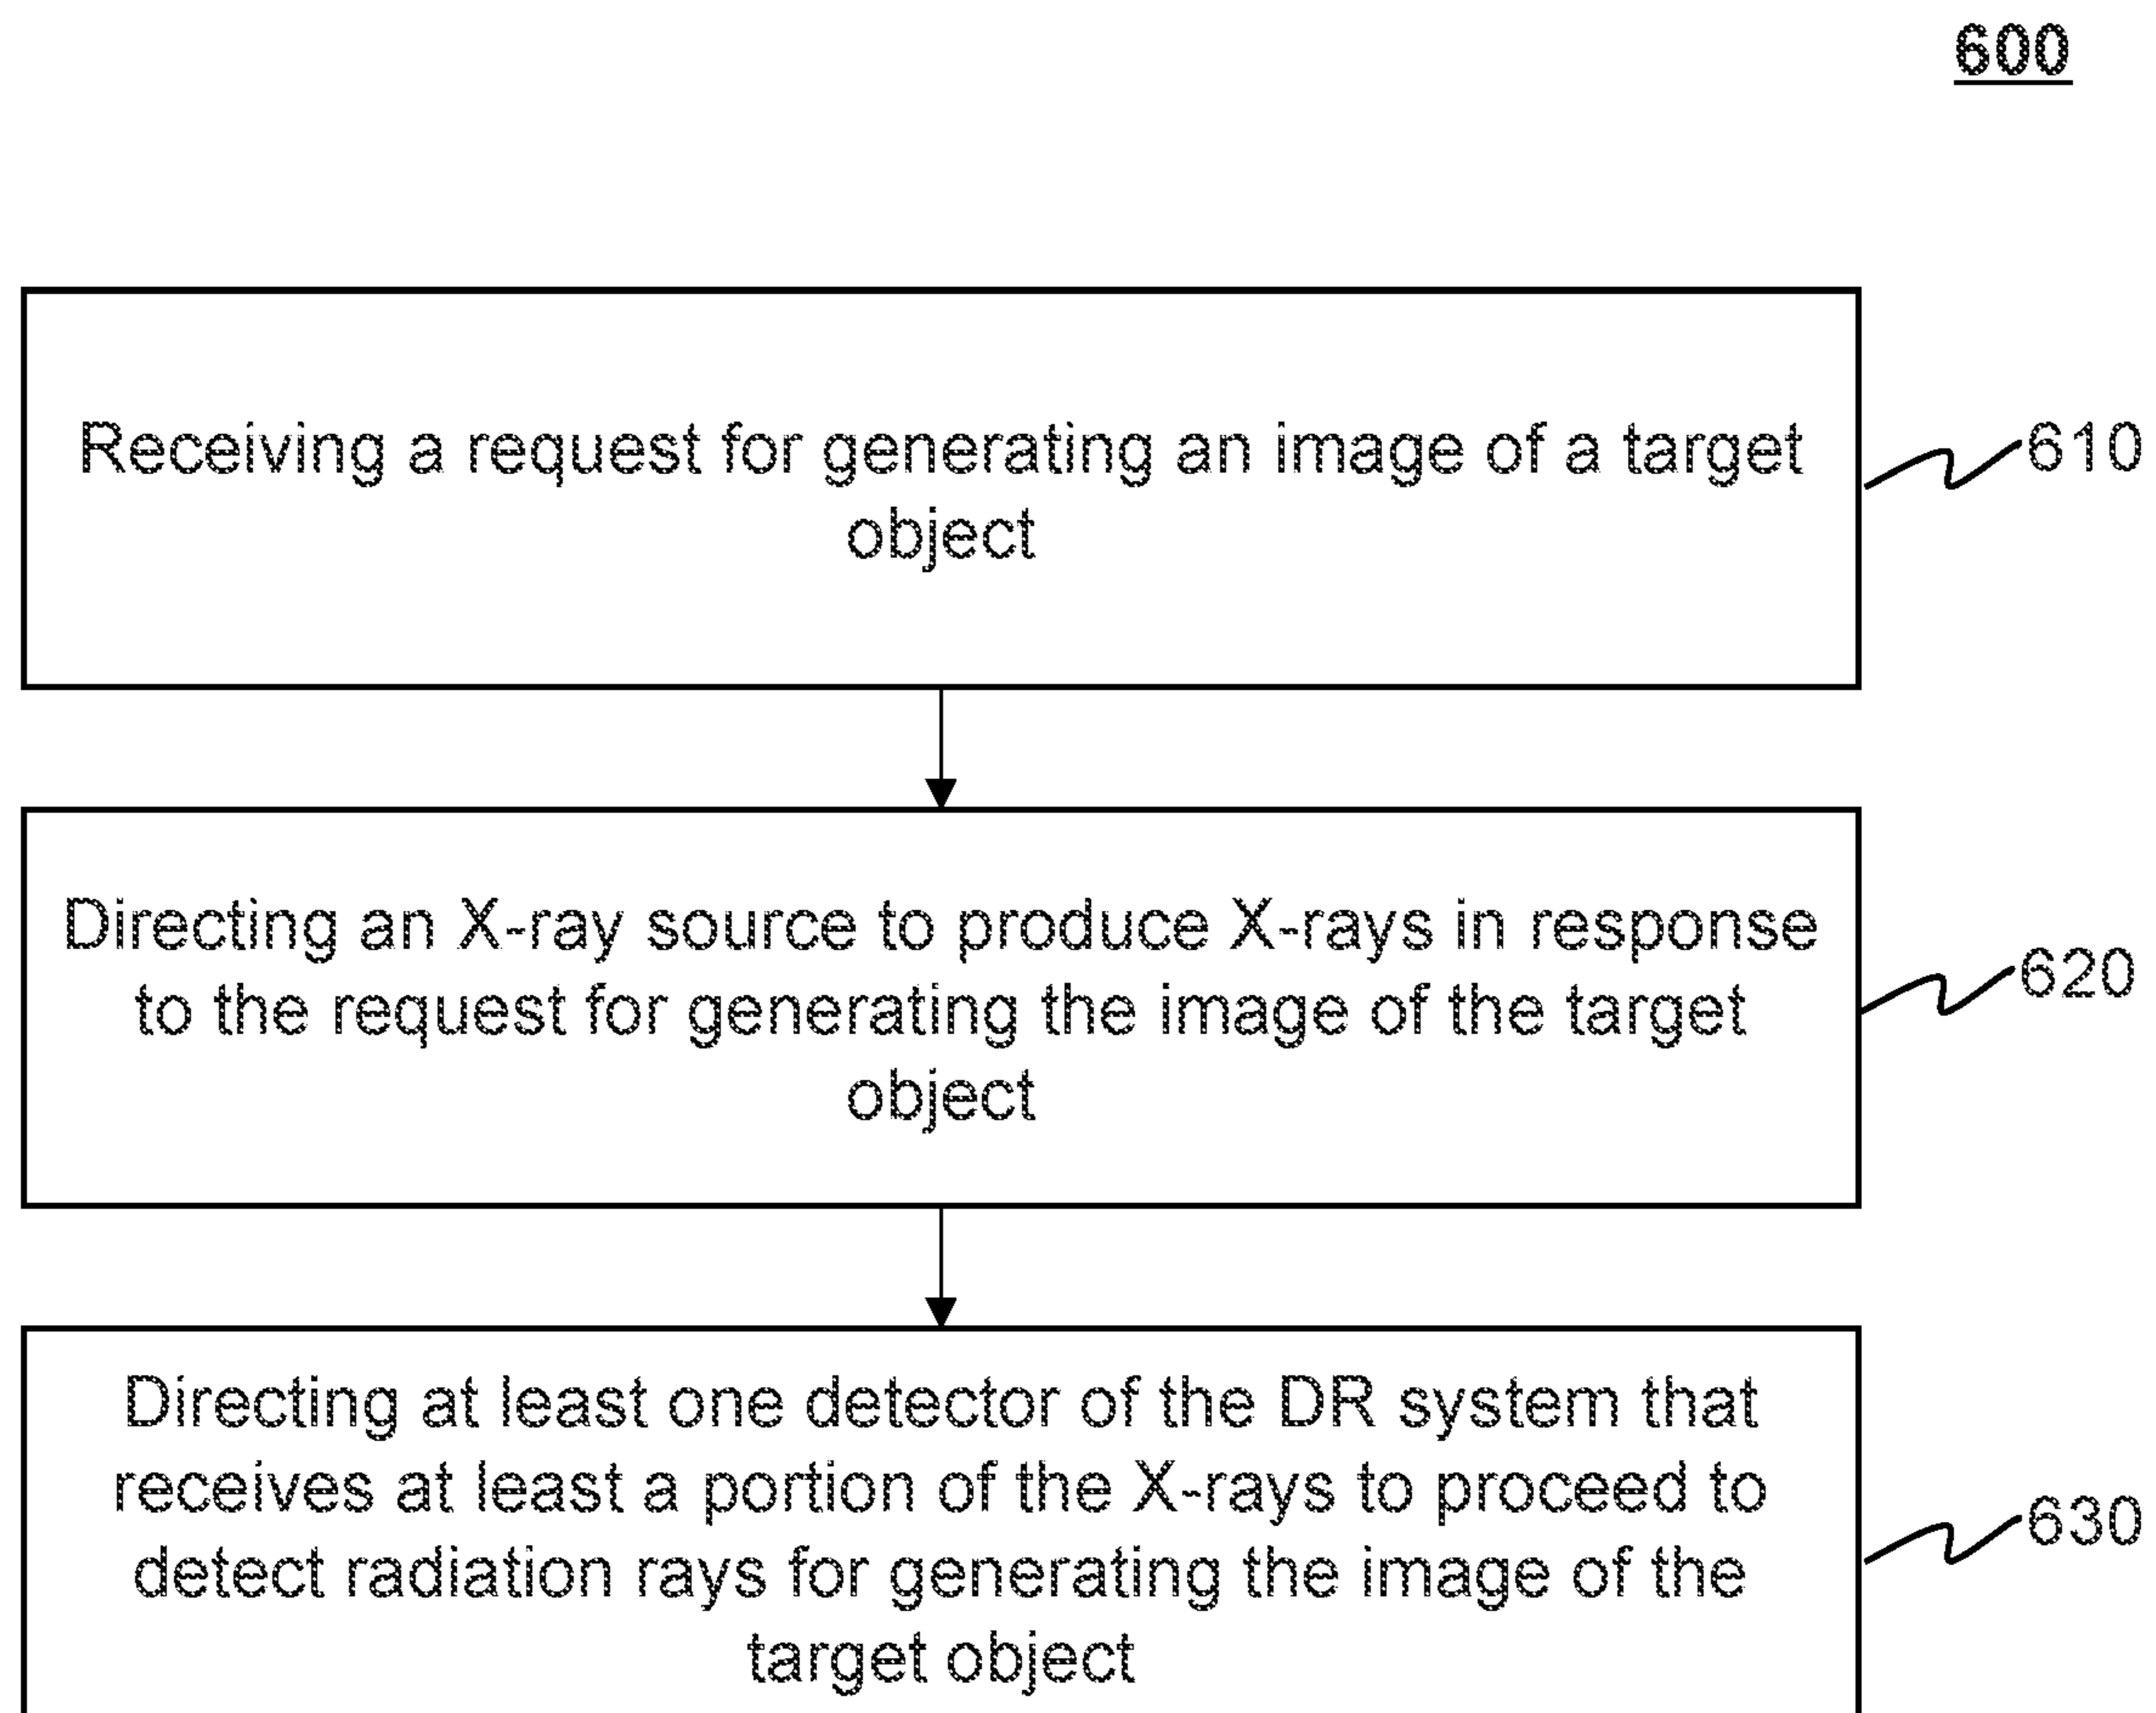 600
Receiving a request for generating an image of a target
object
610
Directing an X-ray source to produce X-rays in response
to the request for generating the image of the target
object
620
Directing at least one detector of the DR system that
receives at least a portion of the X-rays to proceed to
detect radiation rays for generating the image of the
target object
630